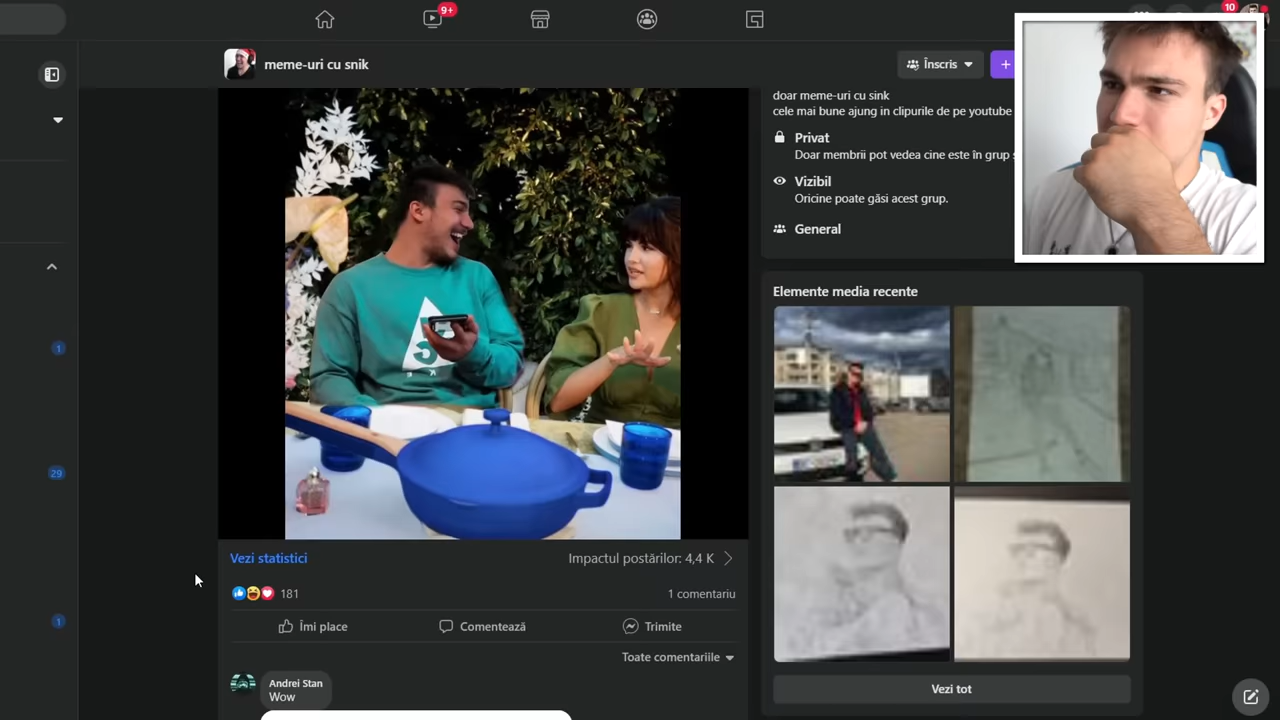 9+
10
meme-uri cu snik
Înscris
+
doar meme-uri cu sink
cele mai bune ajung in clipurile de pe youtube
Privat
Doar membrii pot vedea cine este în grup
Vizibil
Oricine poate găsi acest grup.
General
Elemente media recente
1
29
1
Vezi statistici
Impactul postărilor: 4,4 K
181
1 comentariu
Îmi place
Comentează
Trimite
Toate comentariile
Andrei Stan
Wow
Vezi tot